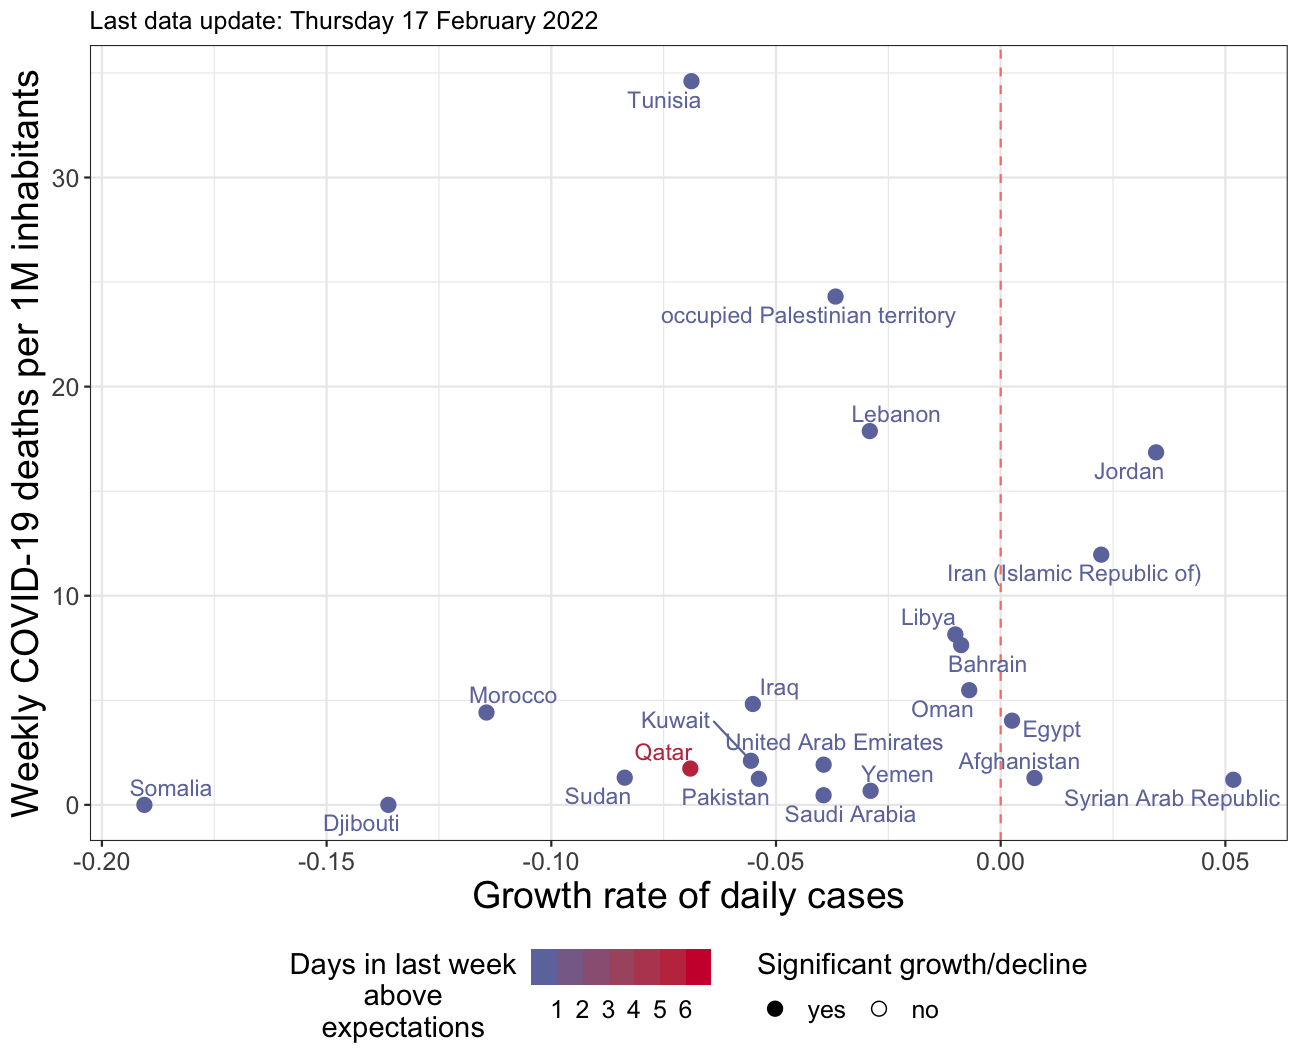 Last data update: Thursday 17 February 2022
Weekly COVID-19 deaths per 1M inhabitants
30
20
10
0
Tunisia
occupied Palestinian territory
Lebanon
Jordan
Iran (Islamic Republic of)
Libya
Bahrain
Iraq
Morocco
Oman
Kuwait
Egypt
United Arab Emirates
Qatar
Afghanistan
Yemen
Somalia
Sudan
Pakistan
Syrian Arab Republic
Saudi Arabia
Djibouti
-0.20 -0.15 -0.10 -0.05 0.00 0.05
Growth rate of daily cases
Days in last week
above
expectations
1 2 3 4 5 6
Significant growth/decline
yes no